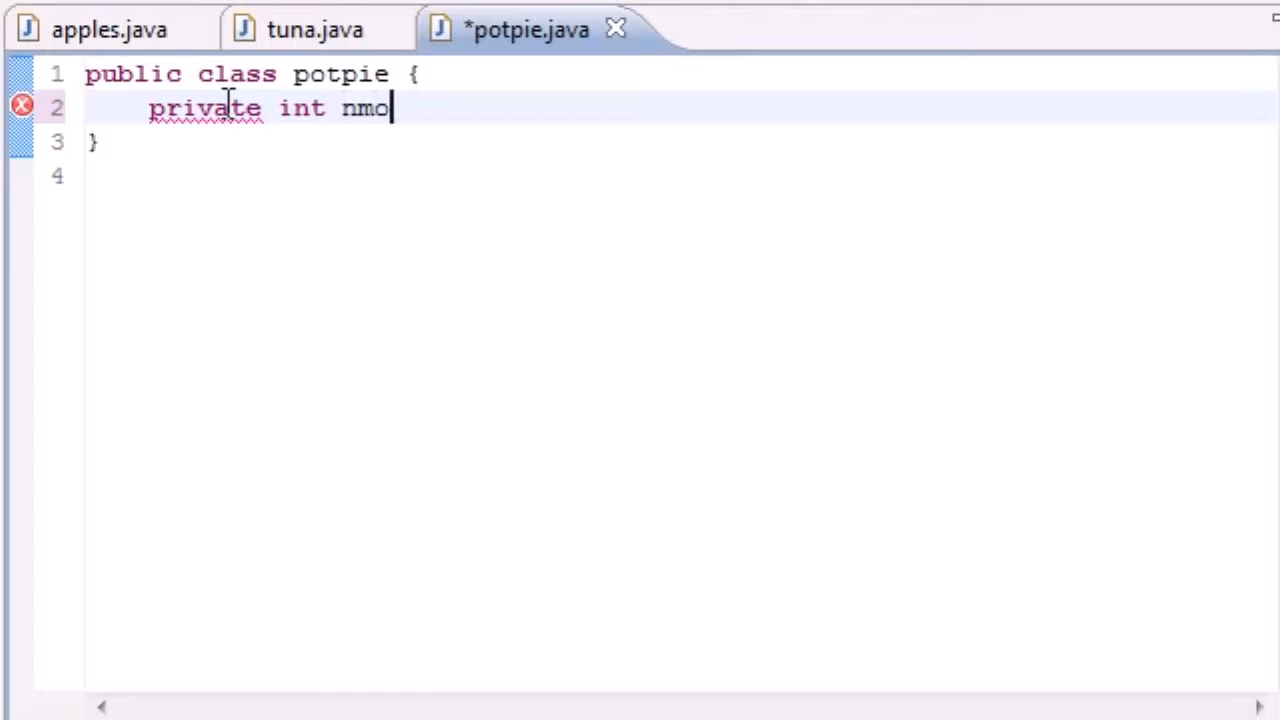 apples.java
tuna.java
*potpie.java
1 public class potpie {
2 private int nmo
3 }
4